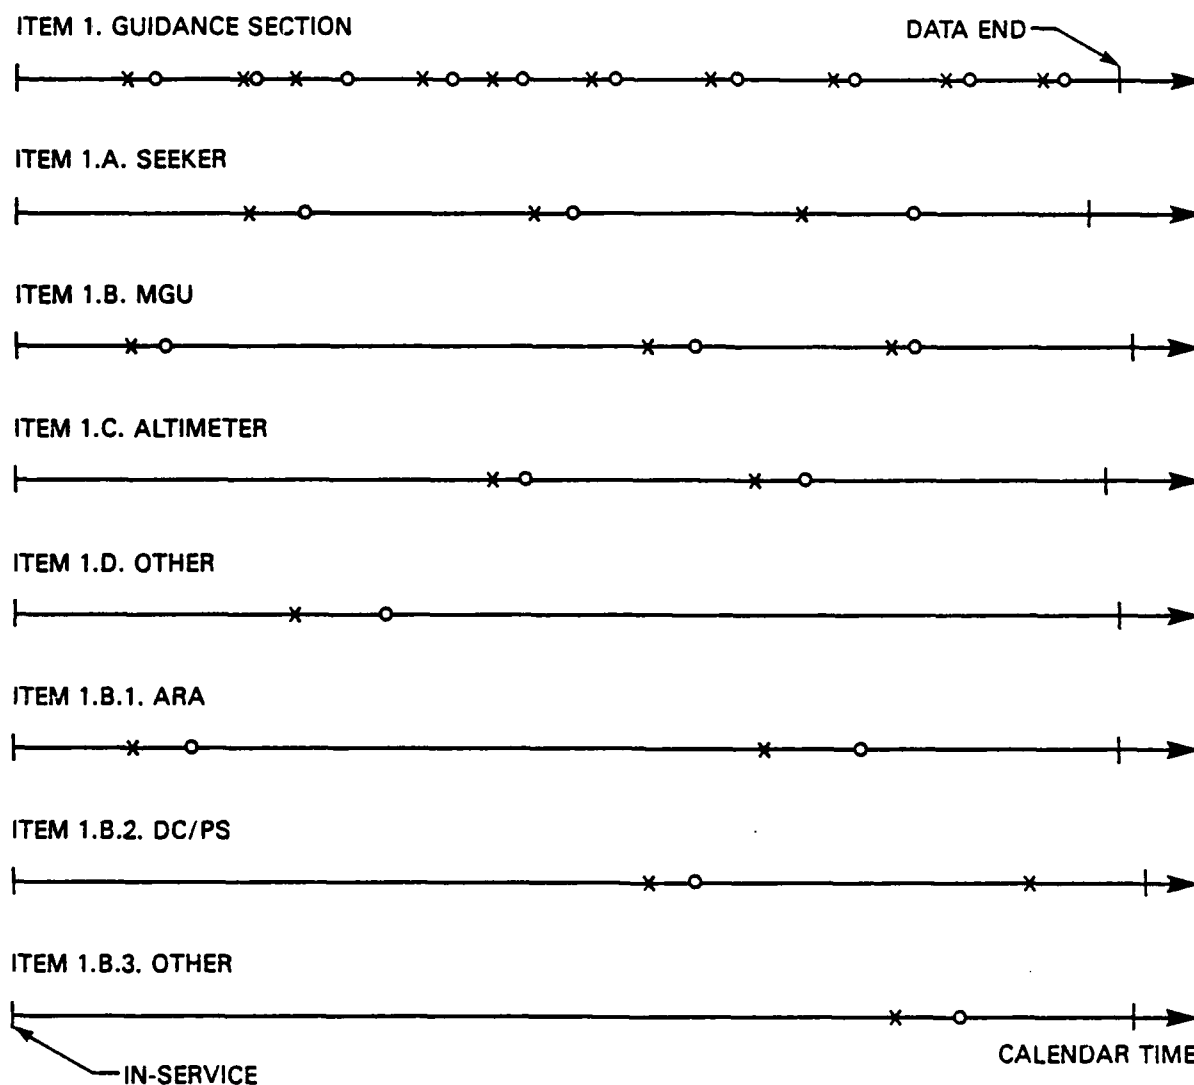 ITEM 1. GUIDANCE SECTION
DATA END
ITEM 1.A. SEEKER
ITEM 1.B. MGU
ITEM 1.C. ALTIMETER
ITEM 1.D. OTHER
ITEM 1.B.1. ARA
ITEM 1.B.2. DC/PS
ITEM 1.B.3. OTHER
CALENDAR TIME
IN-SERVICE